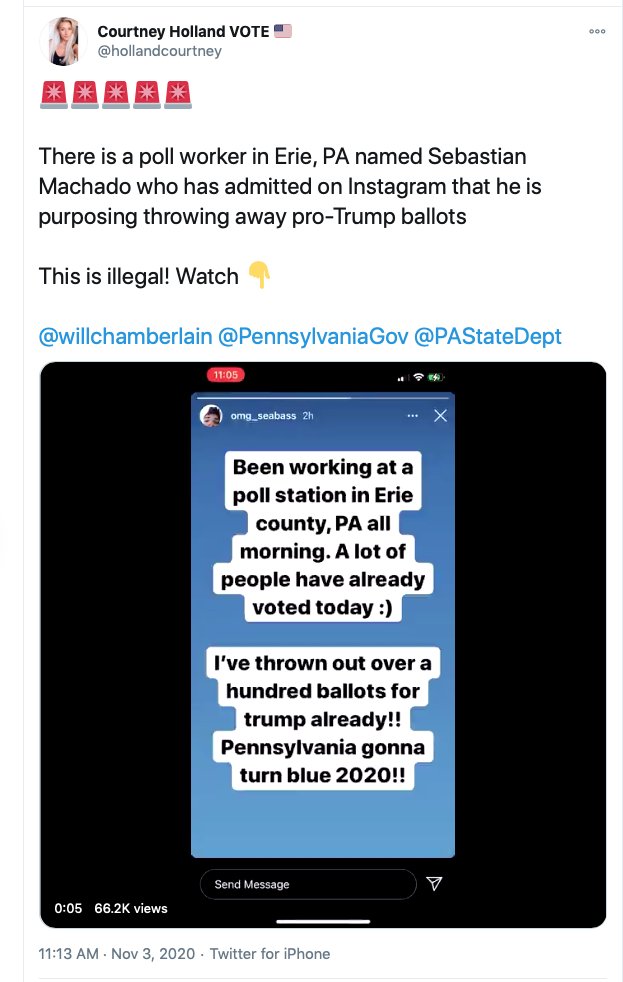 Courtney Holland VOTE 🇺🇸
@hollandcourtney
🚨🚨🚨🚨🚨
There is a poll worker in Erie, PA named Sebastian
Machado who has admitted on Instagram that he is
purposing throwing away pro-Trump ballots
This is illegal! Watch 👇
@willchamberlain @PennsylvaniaGov @PAStateDept
11:05
omg_seabass 2h
Been working at a
poll station in Erie
county, PA all
morning. A lot of
people have already
voted today :)
I've thrown out over a
hundred ballots for
trump already!!
Pennsylvania gonna
turn blue 2020!!
Send Message
0:05 66.2K views
11:13 AM · Nov 3, 2020 · Twitter for iPhone